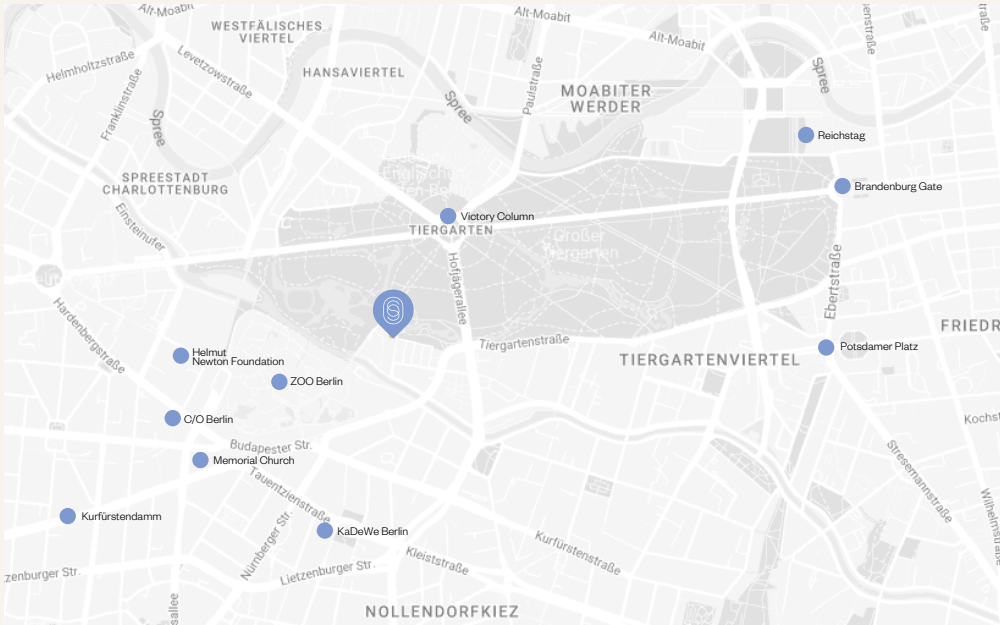 Alt-Moabit
Alt-Moabit
Alt-Moabit
WESTFÄLISCHES
VIERTEL
Helmholtzstraße
Levetzowstraße
HANSAVIERTEL
Franklinstraße
Spree
Spree
Spree
Paulstraße
MOABITER
WERDER
Reichstag
SPREESTADT
CHARLOTTENBURG
Englischer
Brandenburg Gate
Einsteinufer
Victory Column
TIERGARTEN
Großer
Tiergarten
Hofjägerallee
Ebertstraße
Hardenbergstraße
FRIEDR
Tiergartenstraße
TIERGARTENVIERTEL
Potsdamer Platz
Helmut
Newton Foundation
ZOO Berlin
C/O Berlin
Kochst
Budapester Str.
Memorial Church
Stresemannstraße
Tauentzienstraße
Kurfürstendamm
KaDeWe Berlin
Wilhelmstraße
Nürnberger Str.
Kurfürstenstraße
Kleiststraße
zenburger Str.
Lietzenburger Str.
sallee
NOLLENDORFKIEZ